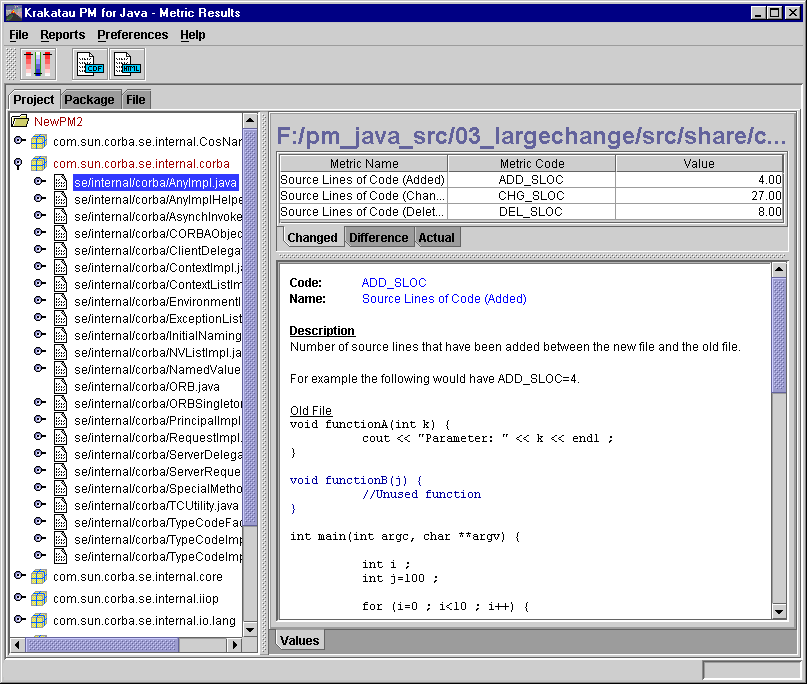 Krakatau PM for Java - Metric Results
File Reports Preferences Help
CDF HTML
Project Package File
NewPM2
com.sun.corba.se.internal.CosNar
com.sun.corba.se.internal.corba
se/internal/corba/AnyImpl.java
se/internal/corba/AnyImplHelpe
se/internal/corba/AsynchInvoke
se/internal/corba/CORBAObjec
se/internal/corba/ClientDelegat
se/internal/corba/ContextImpl.ja
se/internal/corba/ContextListIm
se/internal/corba/EnvironmentI
se/internal/corba/ExceptionList
se/internal/corba/InitialNaming
se/internal/corba/NVListImpl.ja
se/internal/corba/NamedValue
se/internal/corba/ORB.java
se/internal/corba/ORBSingleton
se/internal/corba/PrincipalImpl
se/internal/corba/RequestImpl.
se/internal/corba/ServerDelega
se/internal/corba/ServerReque
se/internal/corba/SpecialMetho
se/internal/corba/TCUtility.java
se/internal/corba/TypeCodeFac
se/internal/corba/TypeCodeImp
se/internal/corba/TypeCodeImp
com.sun.corba.se.internal.core
com.sun.corba.se.internal.iiop
com.sun.corba.se.internal.io.lang
F:/pm_java_src/03_largechange/src/share/c...
Metric Name Metric Code Value
Source Lines of Code (Added) ADD_SLOC 4.00
Source Lines of Code (Chan... CHG_SLOC 27.00
Source Lines of Code (Delet... DEL_SLOC 8.00
Changed Difference Actual
Code: ADD_SLOC
Name: Source Lines of Code (Added)
Description
Number of source lines that have been added between the new file and the old file.
For example the following would have ADD_SLOC=4.
Old File
void functionA(int k) {
cout << "Parameter: " << k << endl ;
}
void functionB(j) {
//Unused function
}
int main(int argc, char **argv) {
int i ;
int j=100 ;
for (i=0 ; i<10 ; i++) {
Values